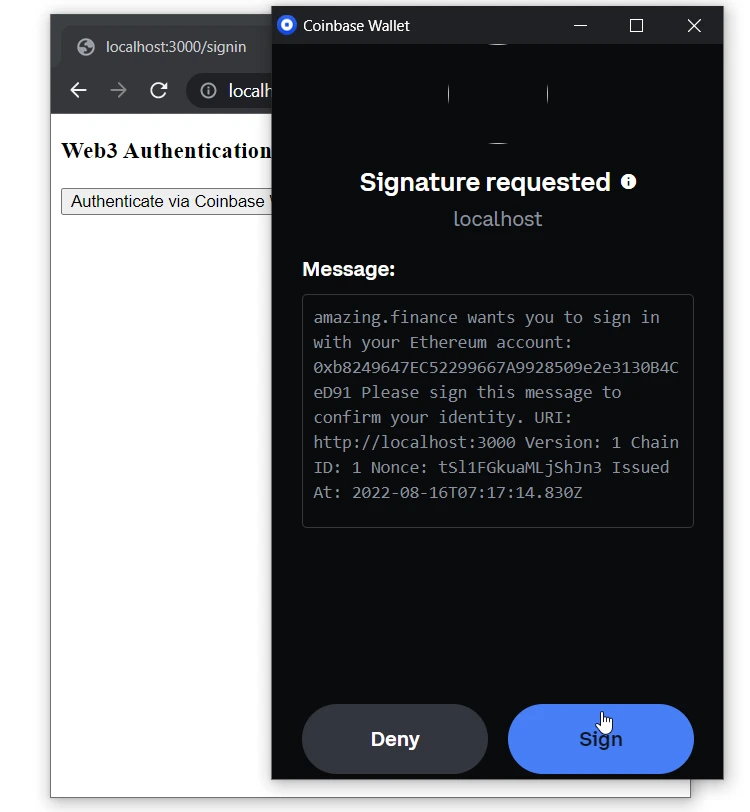 localhost:3000/signin
localh
Web3 Authentication
Authenticate via Coinbase
Coinbase Wallet
Signature requested
localhost
Message:
amazing.finance wants you to sign in
with your Ethereum account:
0xb8249647EC52299667A9928509e2e3130B4C
eD91 Please sign this message to
confirm your identity. URI:
http://localhost:3000 Version: 1 Chain
ID: 1 Nonce: tSl1FGkuaMLjShJn3 Issued
At: 2022-08-16T07:17:14.830Z
Deny
Sign